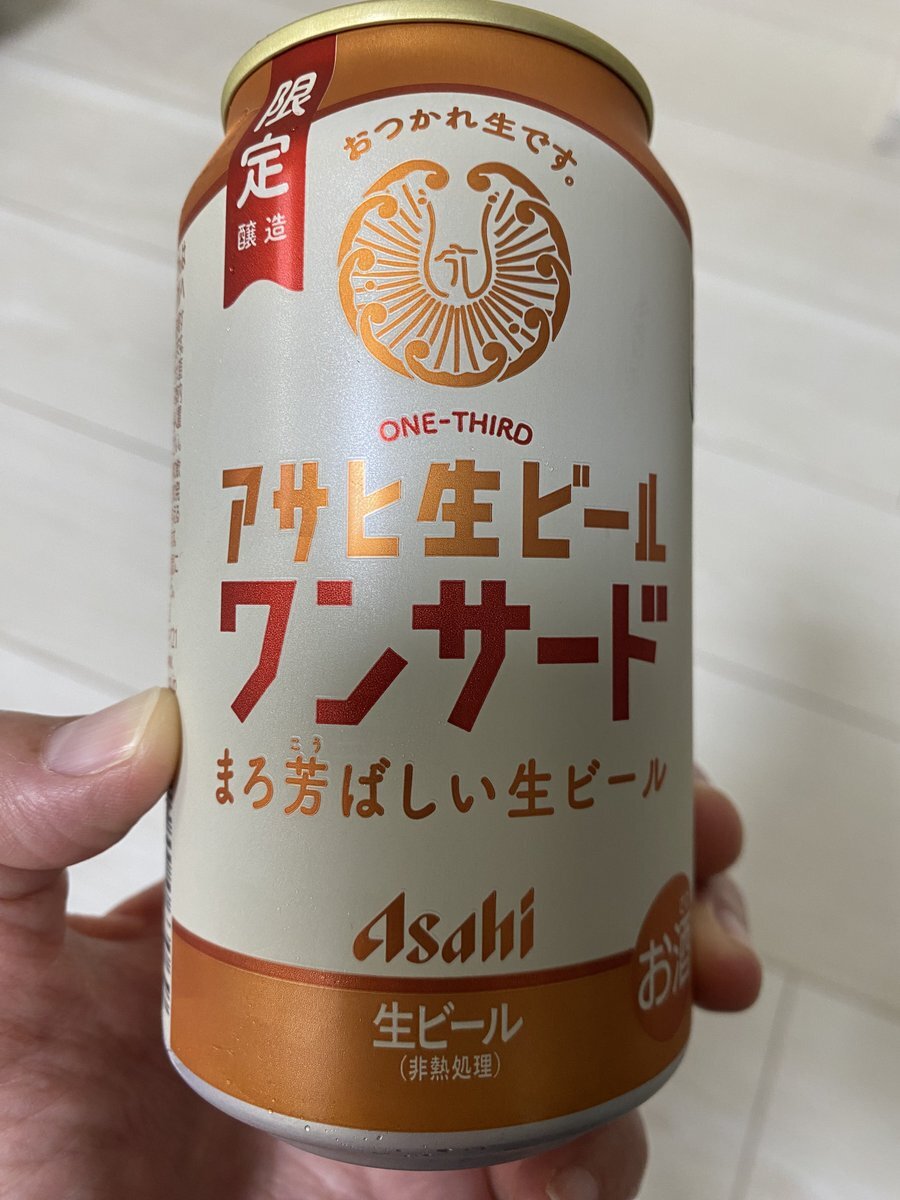 限定
醸造
おつかれ生です。
ONE-THIRD
アサヒ生ビール
ワンサード
こう
まろ芳ばしい生ビール
Asahi
お酒
生ビール
(非熱処理)